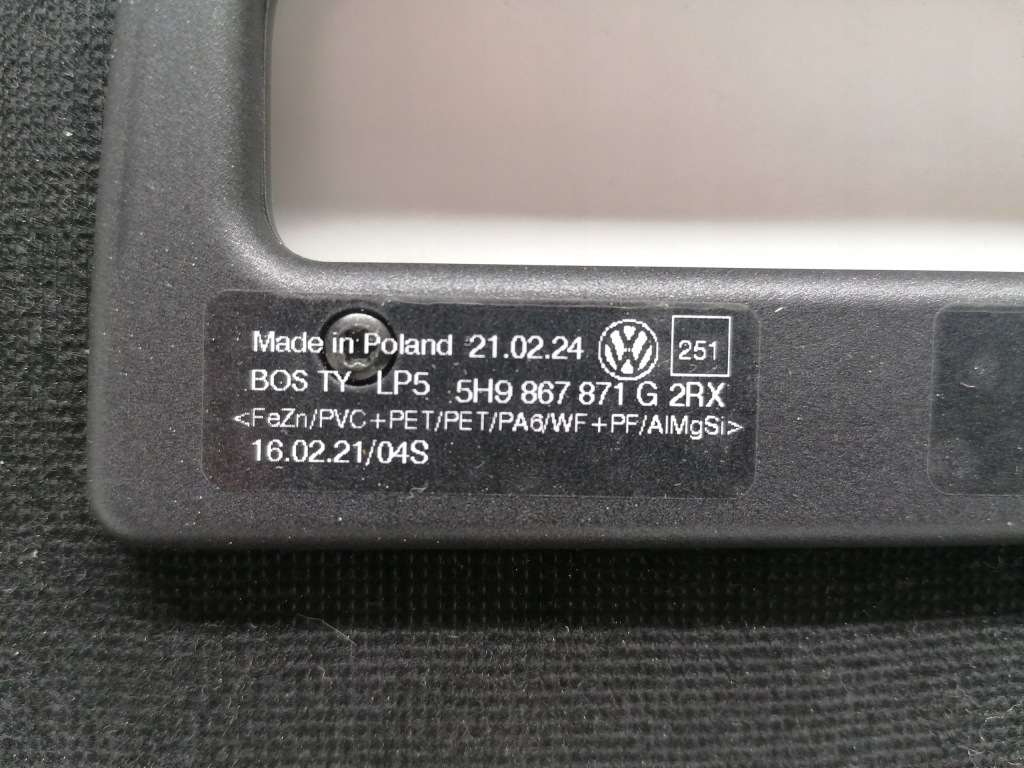 Made in Poland 21.02.24 VW 251
BOS TY LP5 5H9 867 871 G 2RX
<FeZn/PVC+PET/PET/PA6/WF+PF/AlMgSi>
16.02.21/04S